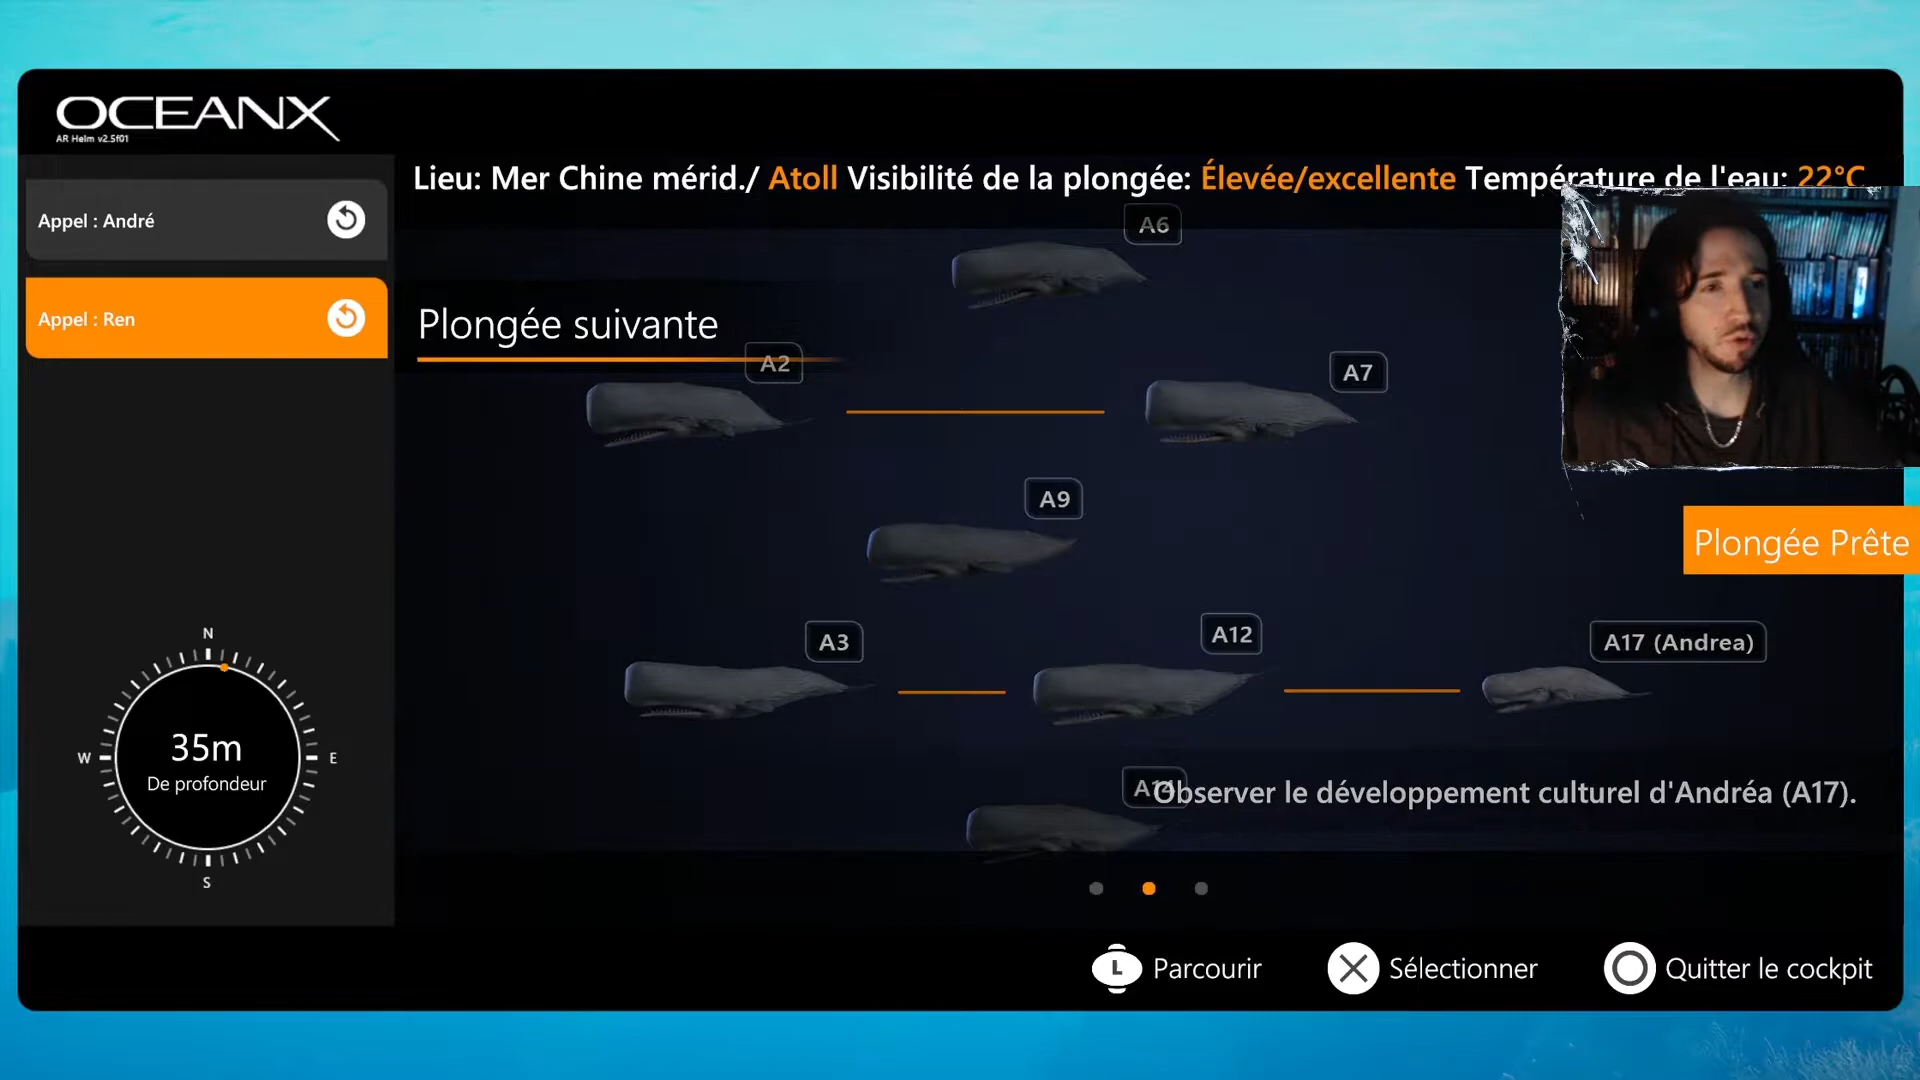 OCEANX
AR Helm v2.5f01
Lieu: Mer Chine mérid./ Atoll Visibilité de la plongée: Élevée/excellente Température de l'eau: 22°C
Appel : André
Appel : Ren
Plongée suivante
A6
A2
A7
A9
Plongée Prête
A3
A12
A17 (Andrea)
A14
Observer le développement culturel d'Andréa (A17).
N
W
E
S
35m
De profondeur
L Parcourir
Sélectionner
Quitter le cockpit